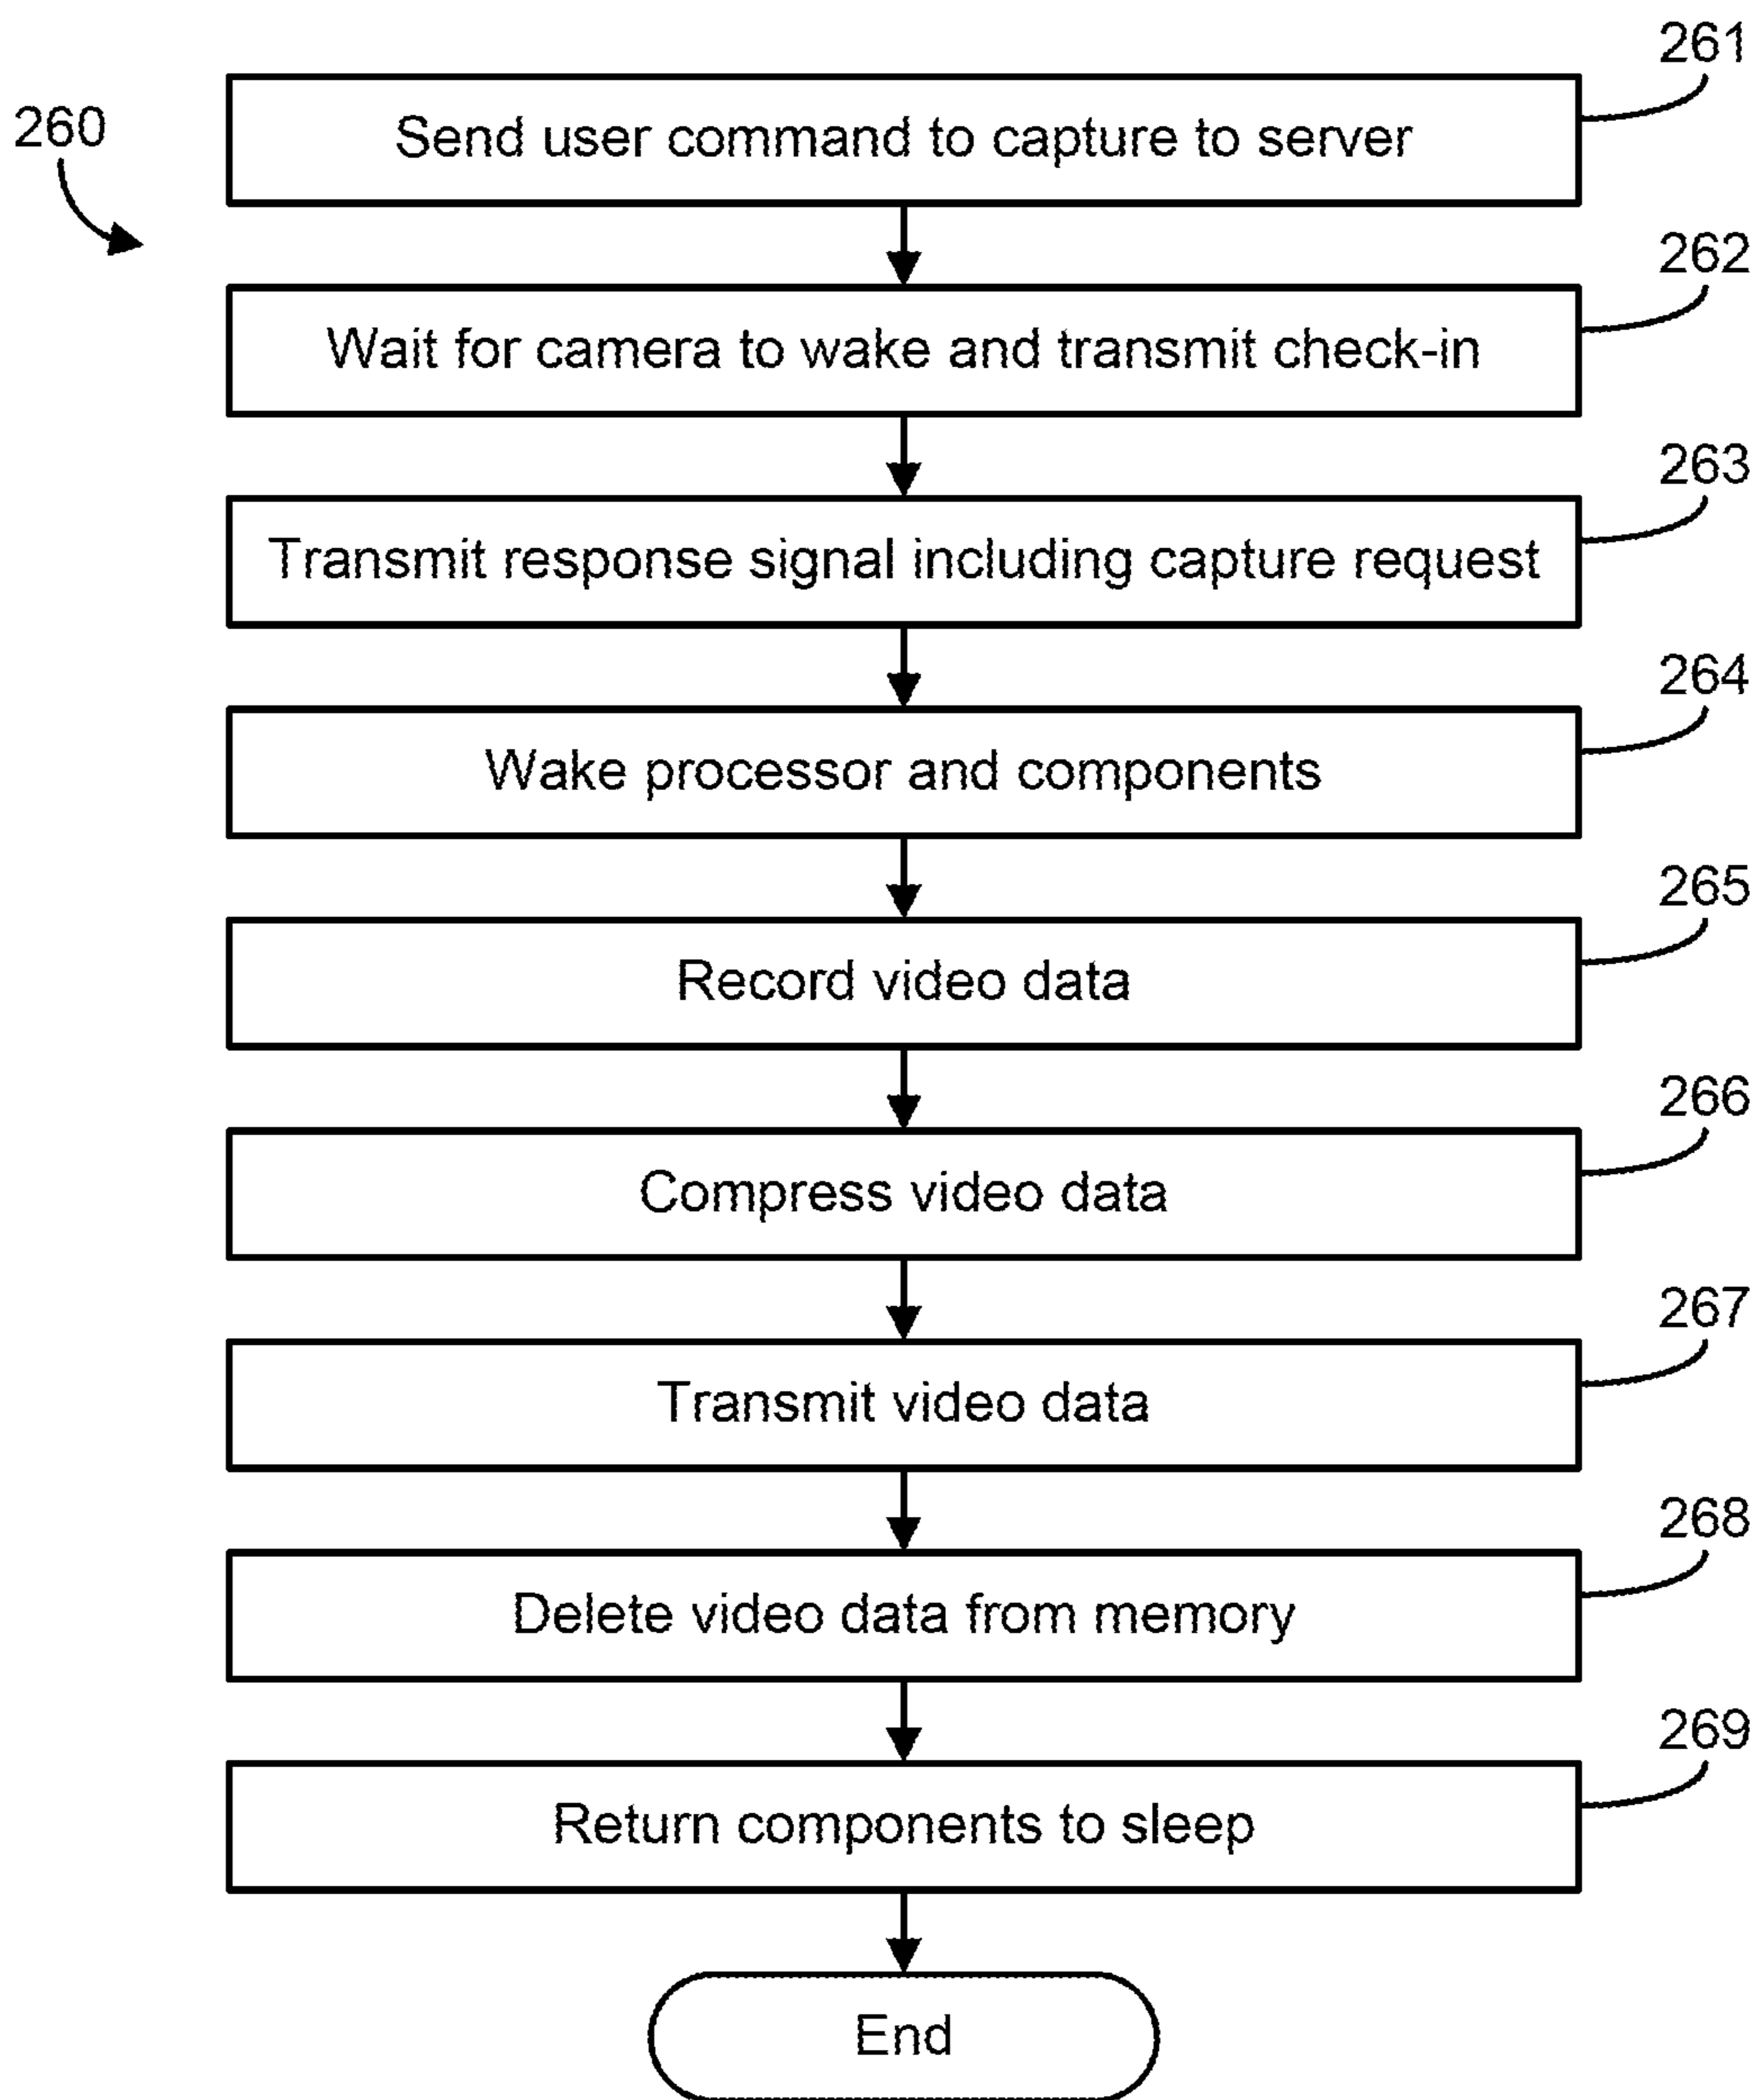 261
260
Send user command to capture to server
262
Wait for camera to wake and transmit check-in
263
Transmit response signal including capture request
264
Wake processor and components
265
Record video data
266
Compress video data
267
Transmit video data
268
Delete video data from memory
269
Return components to sleep
End